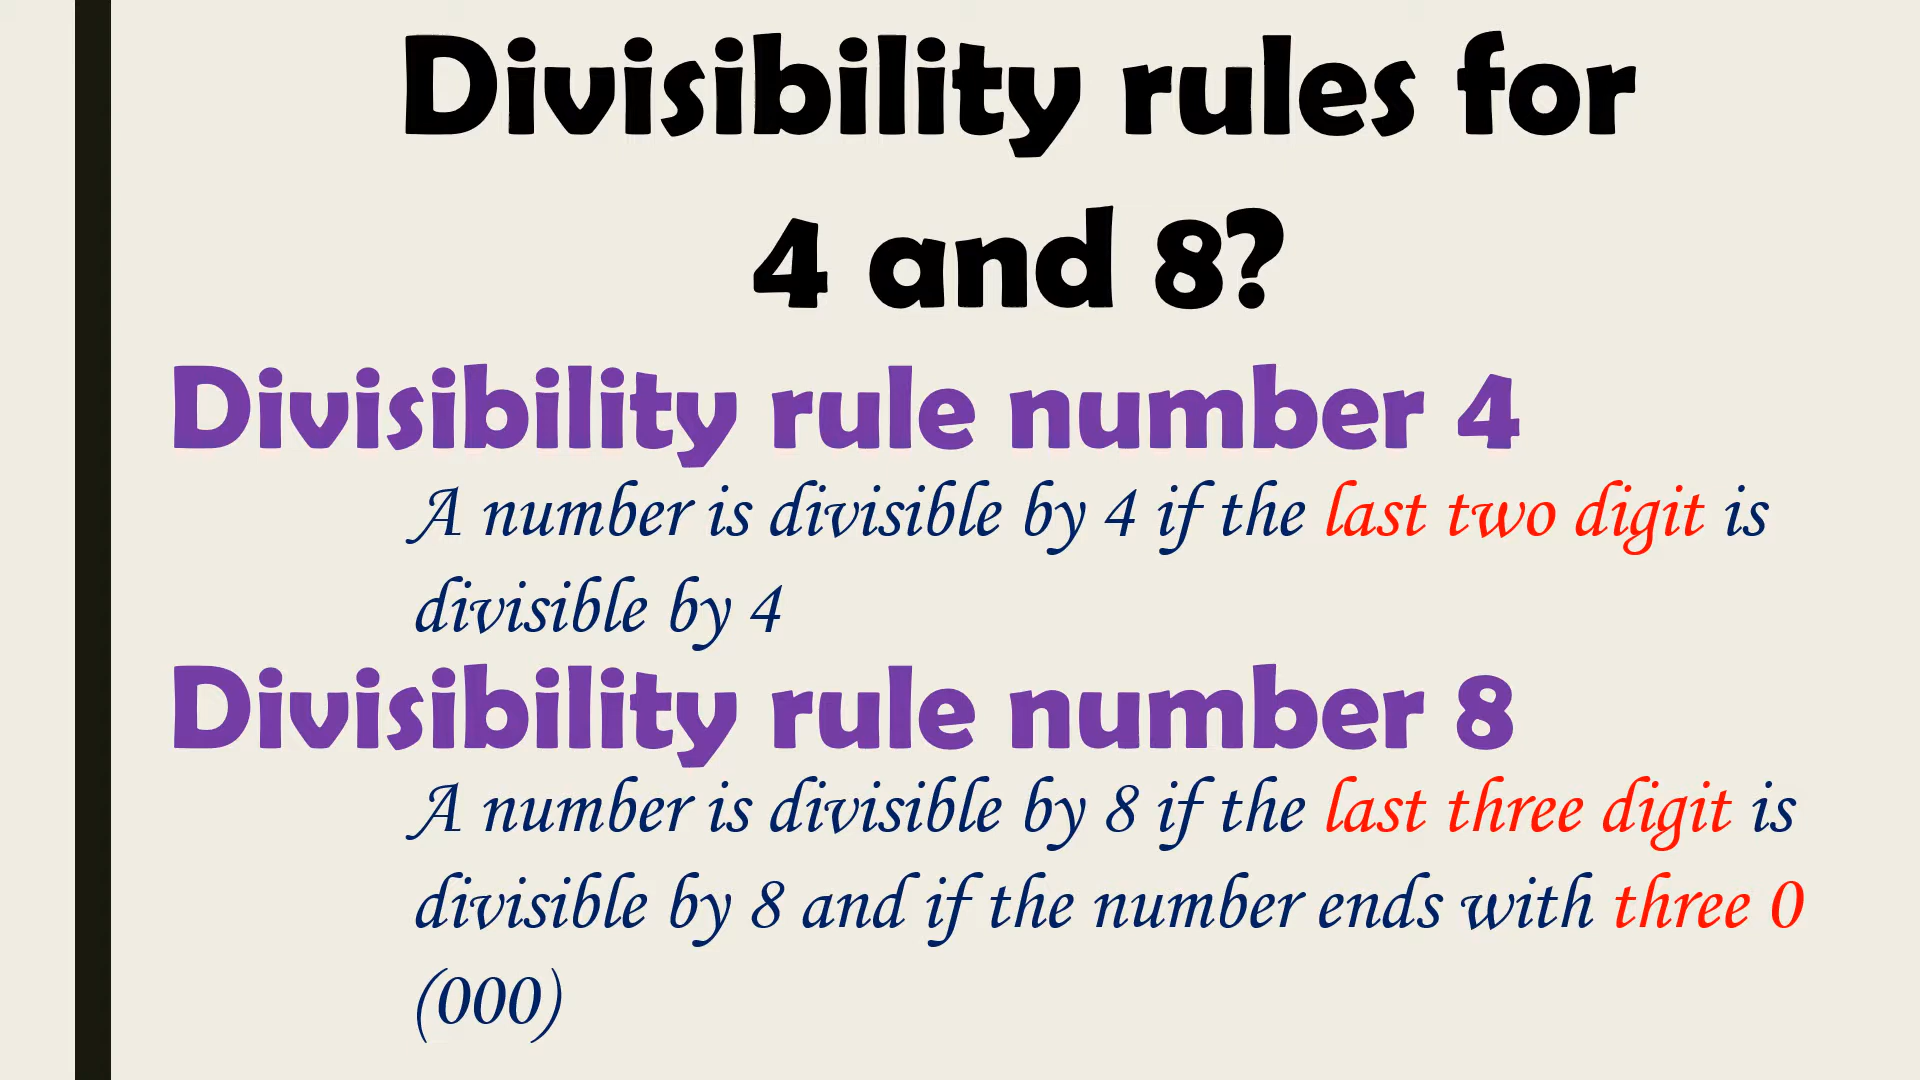 Divisibility rules for
4 and 8?
Divisibility rule number 4
A number is divisible by 4 if the last two digit is
divisible by 4
Divisibility rule number 8
A number is divisible by 8 if the last three digit is
divisible by 8 and if the number ends with three 0
(000)